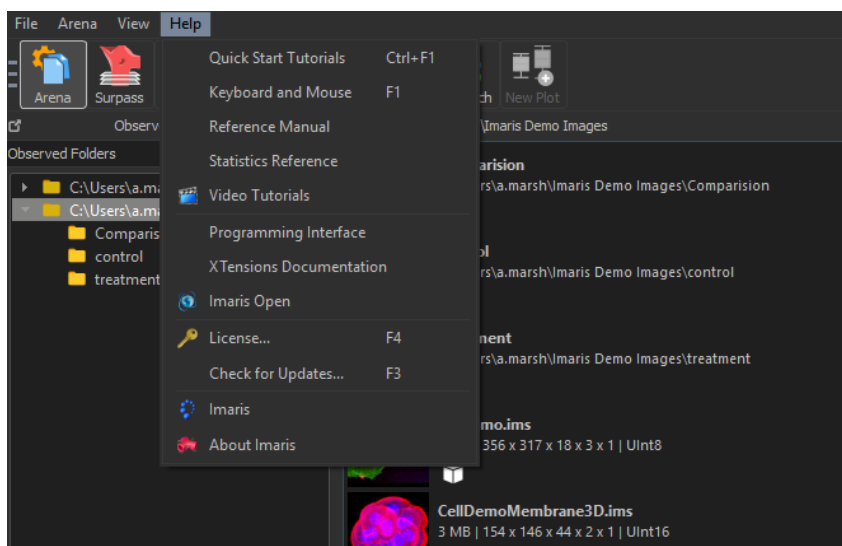 File Arena View Help
Arena Surpass New Plot
Observ \Imaris Demo Images
Observed Folders
C:\Users\a.ma
C:\Users\a.ma
Comparis
control
treatment
Quick Start Tutorials Ctrl+F1
Keyboard and Mouse F1
Reference Manual
Statistics Reference
Video Tutorials
Programming Interface
XTensions Documentation
Imaris Open
License... F4
Check for Updates... F3
Imaris
About Imaris
arision
rs\a.marsh\Imaris Demo Images\Comparision
ol
rs\a.marsh\Imaris Demo Images\control
ment
rs\a.marsh\Imaris Demo Images\treatment
mo.ims
356 x 317 x 18 x 3 x 1 | UInt8
CellDemoMembrane3D.ims
3 MB | 154 x 146 x 44 x 2 x 1 | UInt16